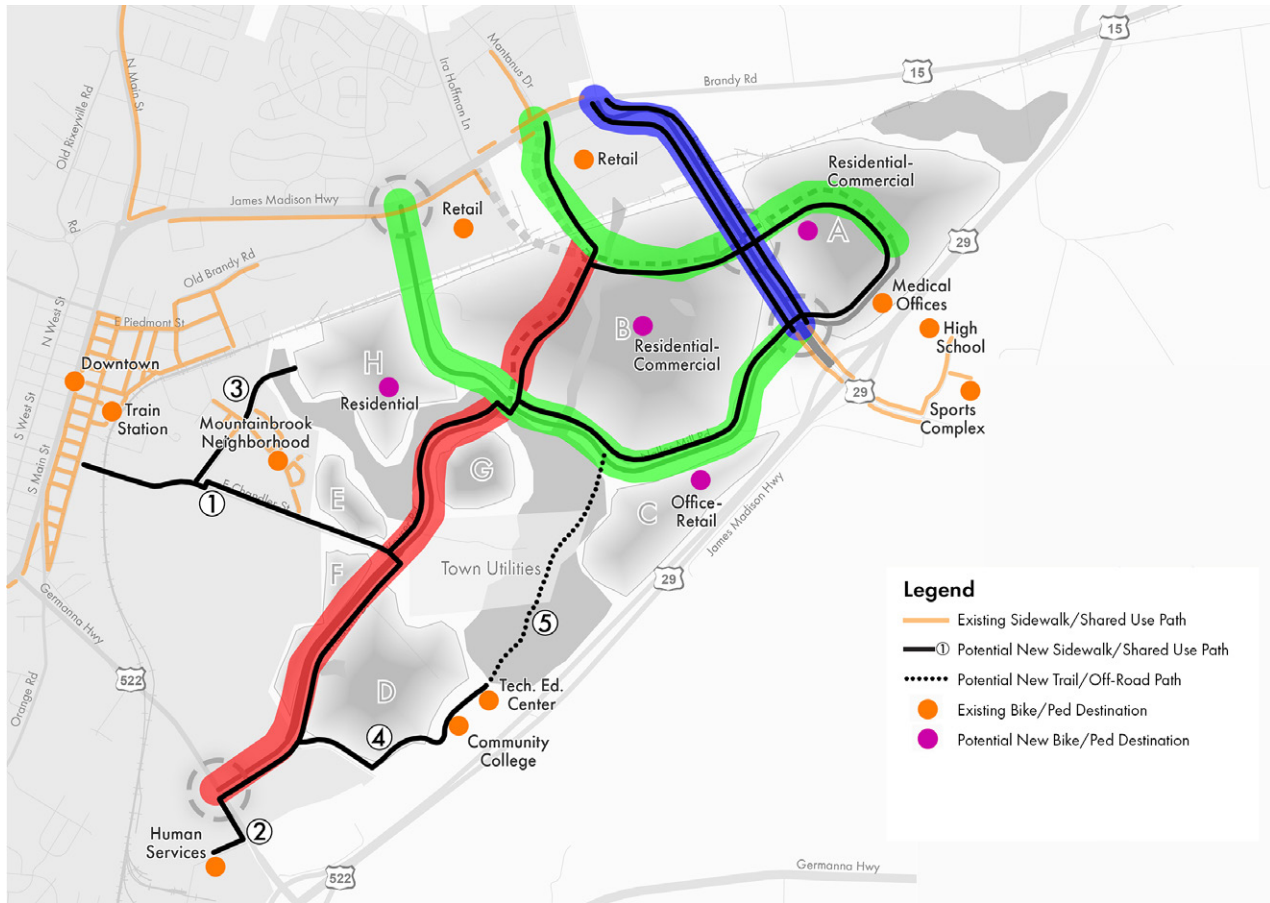 Mantanus Dr
15
Ira Hoffman Ln
N Main St
Brandy Rd
15
Old Rixeyville Rd
Retail
Residential-
Commercial
James Madison Hwy
Retail
A
Rd
29
Old Brandy Rd
Medical
Offices
N West St
E Piedmont St
B
High
School
Downtown
H
Residential-
Commercial
3
Residential
29
Train
Station
Mountainbrook
Neighborhood
Sports
Complex
S West St
S Main St
G
E
C
Office-
Retail
E Chandler St
1
James Madison Hwy
F
Town Utilities
29
Germanna Hwy
5
522
D
Tech. Ed.
Center
Orange Rd
4
Community
College
2
Human
Services
522
Germanna Hwy
Legend
Existing Sidewalk/Shared Use Path
1 Potential New Sidewalk/Shared Use Path
Potential New Trail/Off-Road Path
Existing Bike/Ped Destination
Potential New Bike/Ped Destination